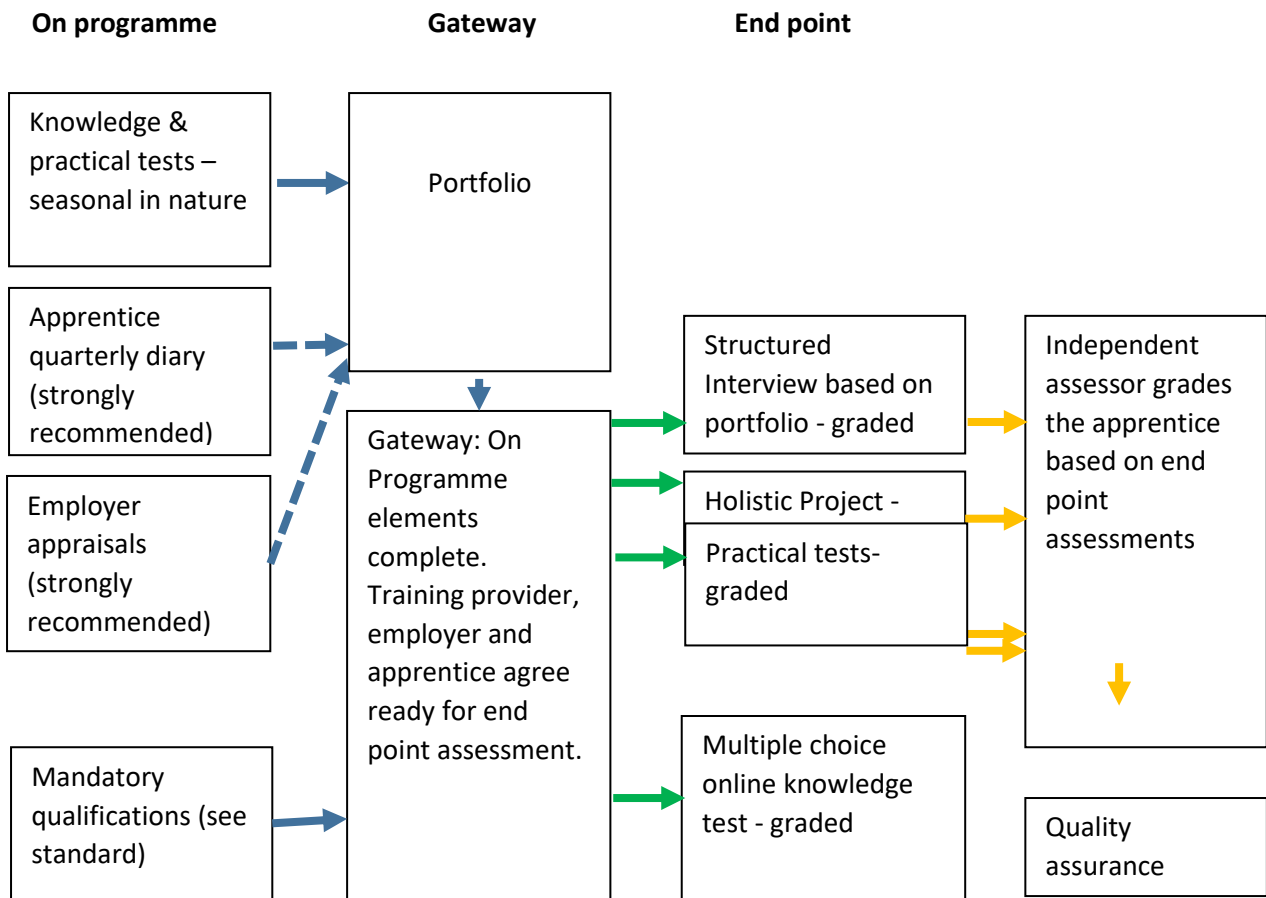 On programme
Gateway
End point
Knowledge &
practical tests –
seasonal in nature
Apprentice
quarterly diary
(strongly
recommended)
Employer
appraisals
(strongly
recommended)
Mandatory
qualifications (see
standard)
Portfolio
Gateway: On
Programme
elements
complete.
Training provider,
employer and
apprentice agree
ready for end
point assessment.
Structured
Interview based on
portfolio - graded
Holistic Project -
Practical tests-
graded
Multiple choice
online knowledge
test - graded
Independent
assessor grades
the apprentice
based on end
point
assessments
Quality
assurance